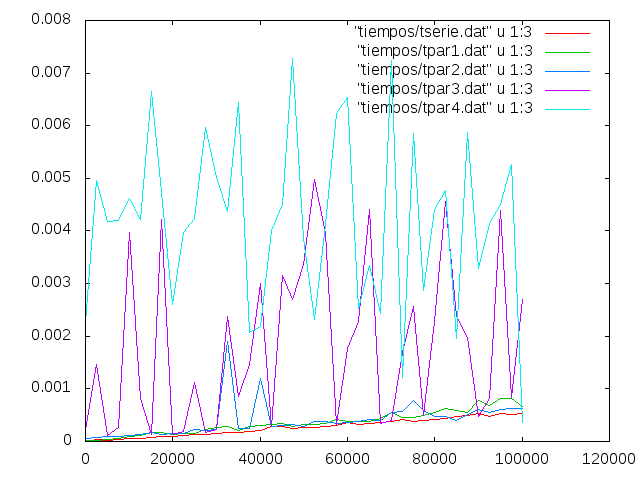 0.008
0.007
0.006
0.005
0.004
0.003
0.002
0.001
0
0 20000 40000 60000 80000 100000 120000
"tiempos/tserie.dat" u 1:3
"tiempos/tpar1.dat" u 1:3
"tiempos/tpar2.dat" u 1:3
"tiempos/tpar3.dat" u 1:3
"tiempos/tpar4.dat" u 1:3